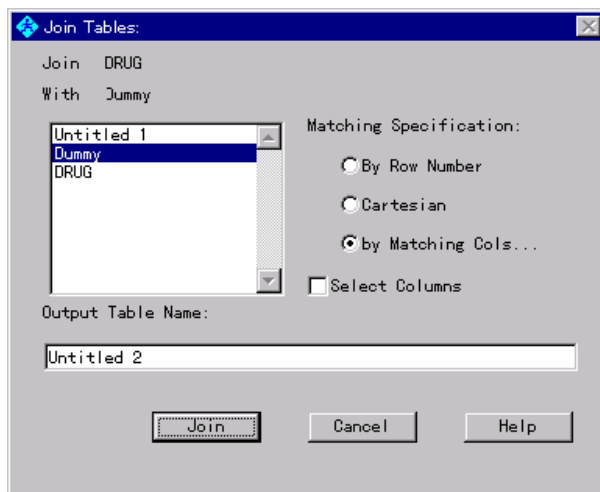 Join Tables:
Join DRUG
With Dummy
Untitled 1
Dummy
DRUG
Matching Specification:
By Row Number
Cartesian
by Matching Cols...
Select Columns
Output Table Name:
Untitled 2
Join
Cancel
Help